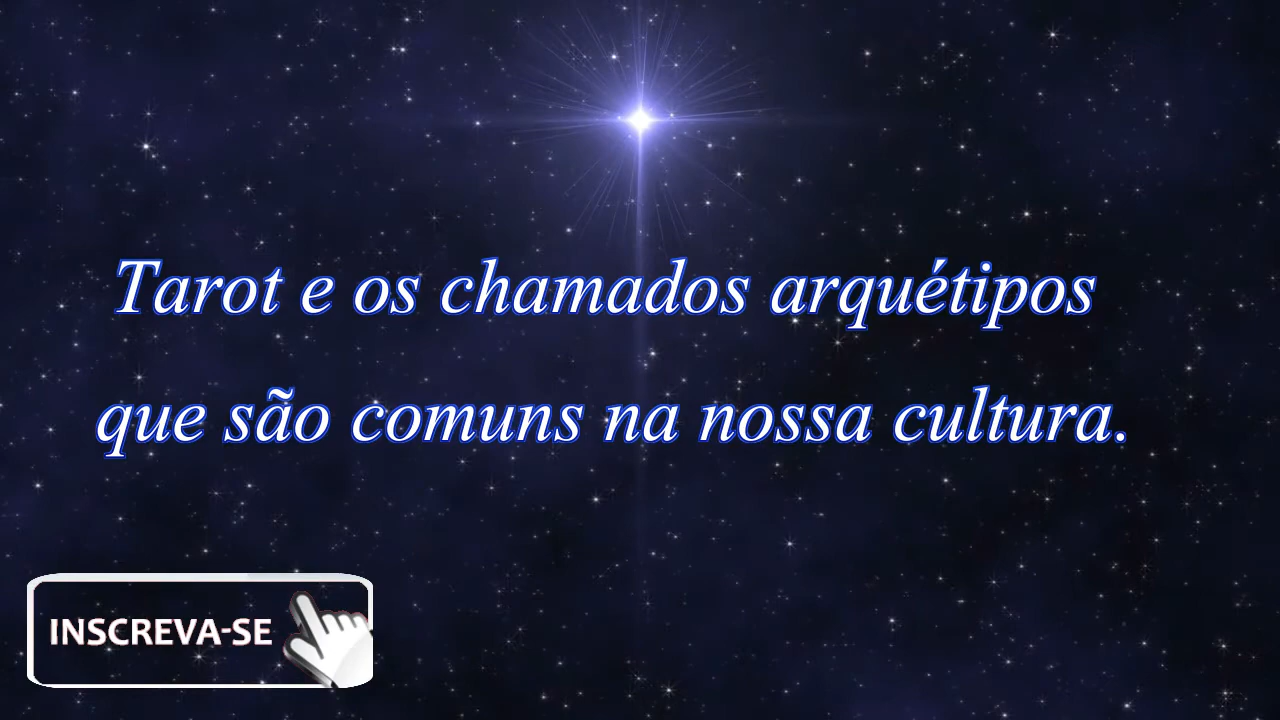 Tarot e os chamados arquétipos
que são comuns na nossa cultura.
INSCREVA-SE